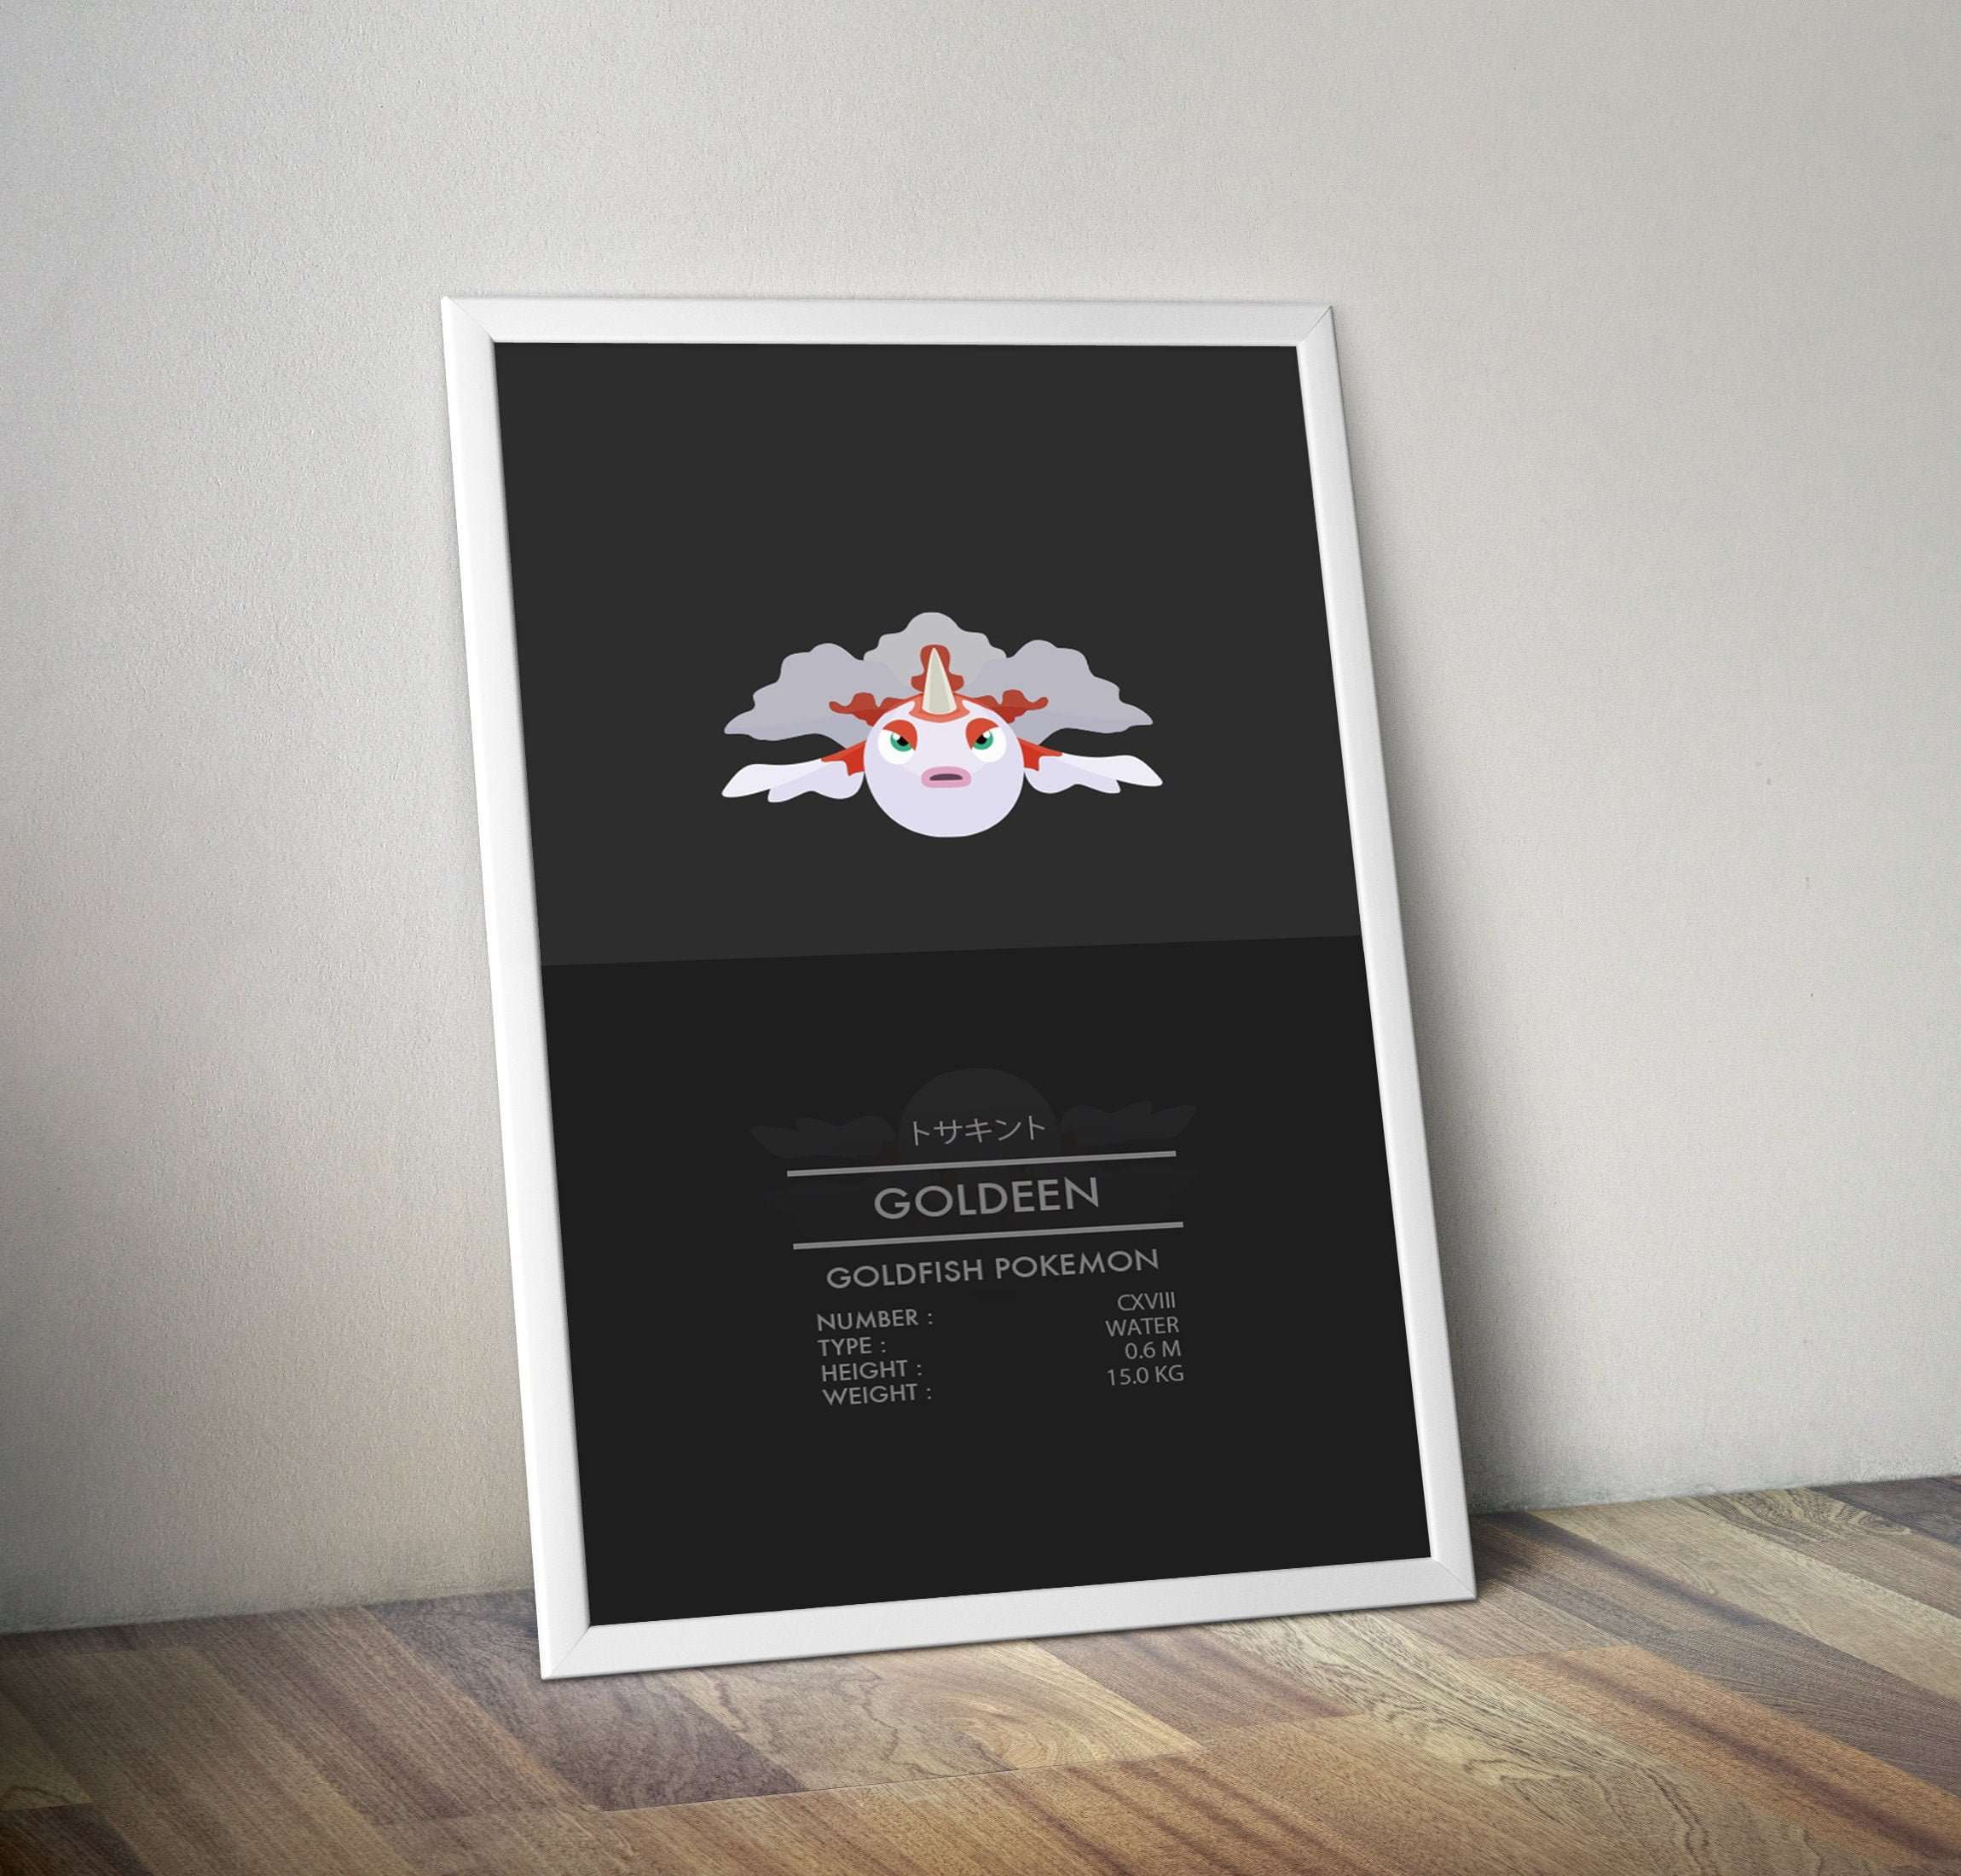 トサキント
GOLDEEN
GOLDFISH POKEMON
NUMBER : CXVIII
TYPE : WATER
HEIGHT : 0.6 M
WEIGHT : 15.0 KG